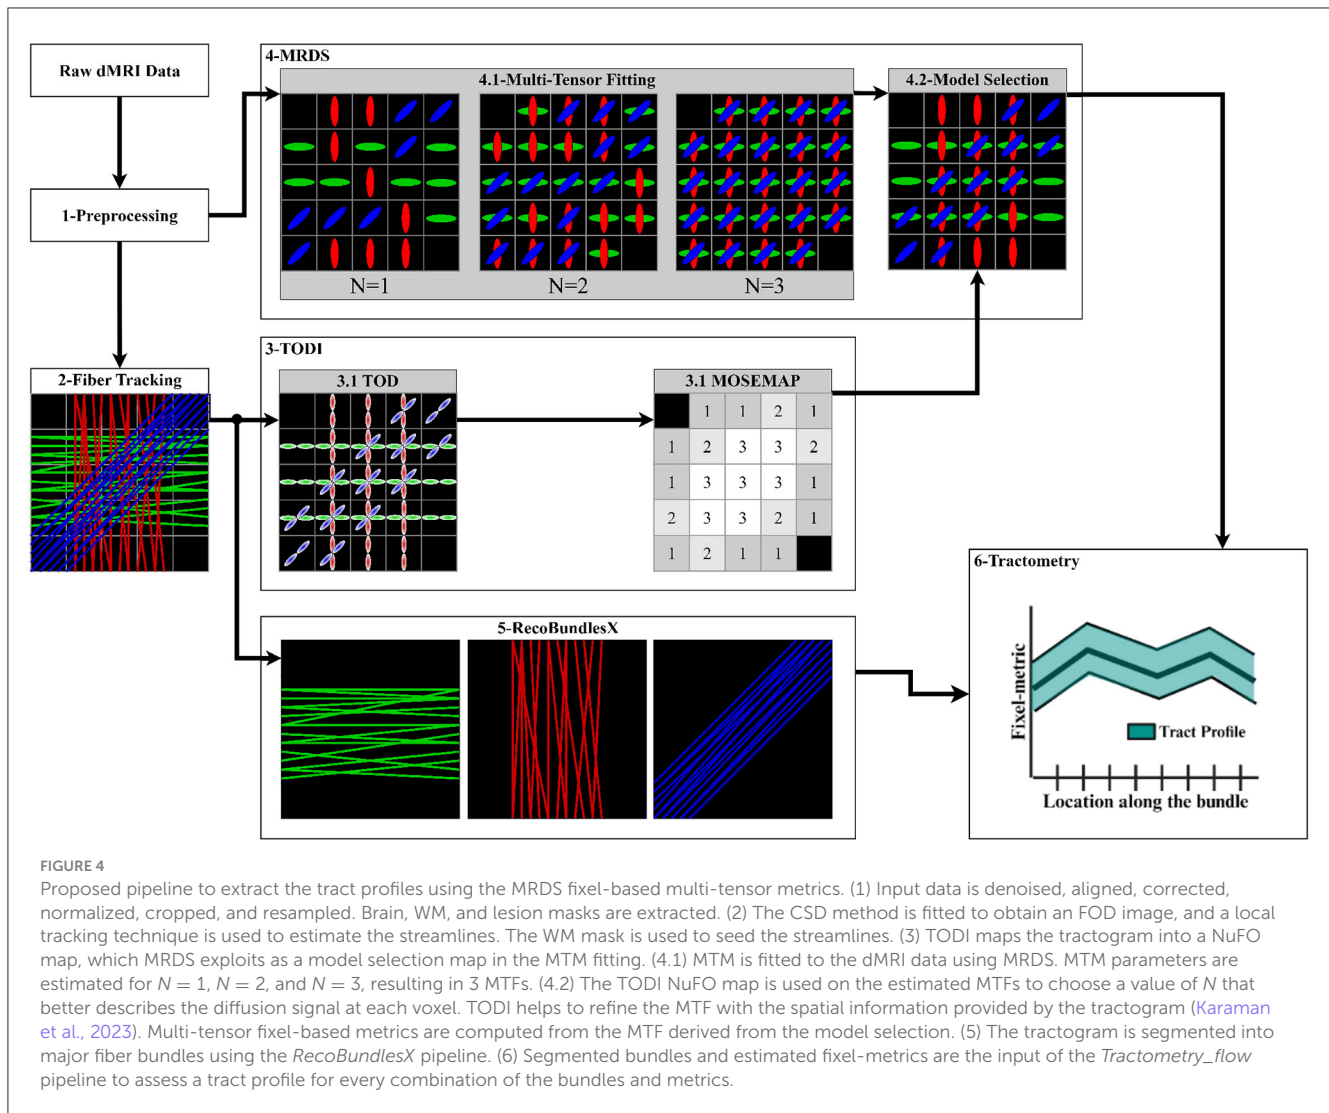 Raw dMRI Data
1-Preprocessing
2-Fiber Tracking
4-MRDS
4.1-Multi-Tensor Fitting
N=1
N=2
N=3
4.2-Model Selection
3-TODI
3.1 TOD
3.1 MOSEMAP
1 1 2 1
1 2 3 3 2
1 3 3 3 1
2 3 3 2 1
1 2 1 1
5-RecoBundlesX
6-Tractometry
Fixel-metric
Tract Profile
Location along the bundle
FIGURE 4
Proposed pipeline to extract the tract profiles using the MRDS fixel-based multi-tensor metrics. (1) Input data is denoised, aligned, corrected,
normalized, cropped, and resampled. Brain, WM, and lesion masks are extracted. (2) The CSD method is fitted to obtain an FOD image, and a local
tracking technique is used to estimate the streamlines. The WM mask is used to seed the streamlines. (3) TODI maps the tractogram into a NuFO
map, which MRDS exploits as a model selection map in the MTM fitting. (4.1) MTM is fitted to the dMRI data using MRDS. MTM parameters are
estimated for N = 1, N = 2, and N = 3, resulting in 3 MTFs. (4.2) The TODI NuFO map is used on the estimated MTFs to choose a value of N that
better describes the diffusion signal at each voxel. TODI helps to refine the MTF with the spatial information provided by the tractogram (Karaman
et al., 2023). Multi-tensor fixel-based metrics are computed from the MTF derived from the model selection. (5) The tractogram is segmented into
major fiber bundles using the RecoBundlesX pipeline. (6) Segmented bundles and estimated fixel-metrics are the input of the Tractometry_flow
pipeline to assess a tract profile for every combination of the bundles and metrics.